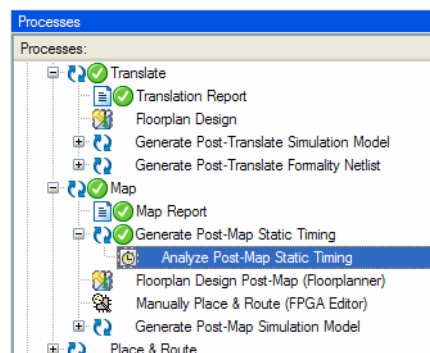 Processes
Processes:
Translate
Translation Report
Floorplan Design
Generate Post-Translate Simulation Model
Generate Post-Translate Formality Netlist
Map
Map Report
Generate Post-Map Static Timing
Analyze Post-Map Static Timing
Floorplan Design Post-Map (Floorplanner)
Manually Place & Route (FPGA Editor)
Generate Post-Map Simulation Model
Place & Route